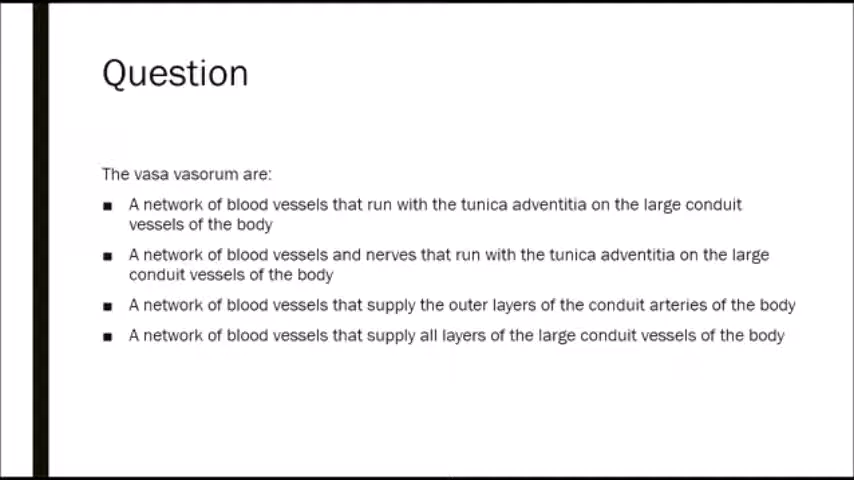 Question
The vasa vasorum are:
■ A network of blood vessels that run with the tunica adventitia on the large conduit
vessels of the body
■ A network of blood vessels and nerves that run with the tunica adventitia on the large
conduit vessels of the body
■ A network of blood vessels that supply the outer layers of the conduit arteries of the body
■ A network of blood vessels that supply all layers of the large conduit vessels of the body